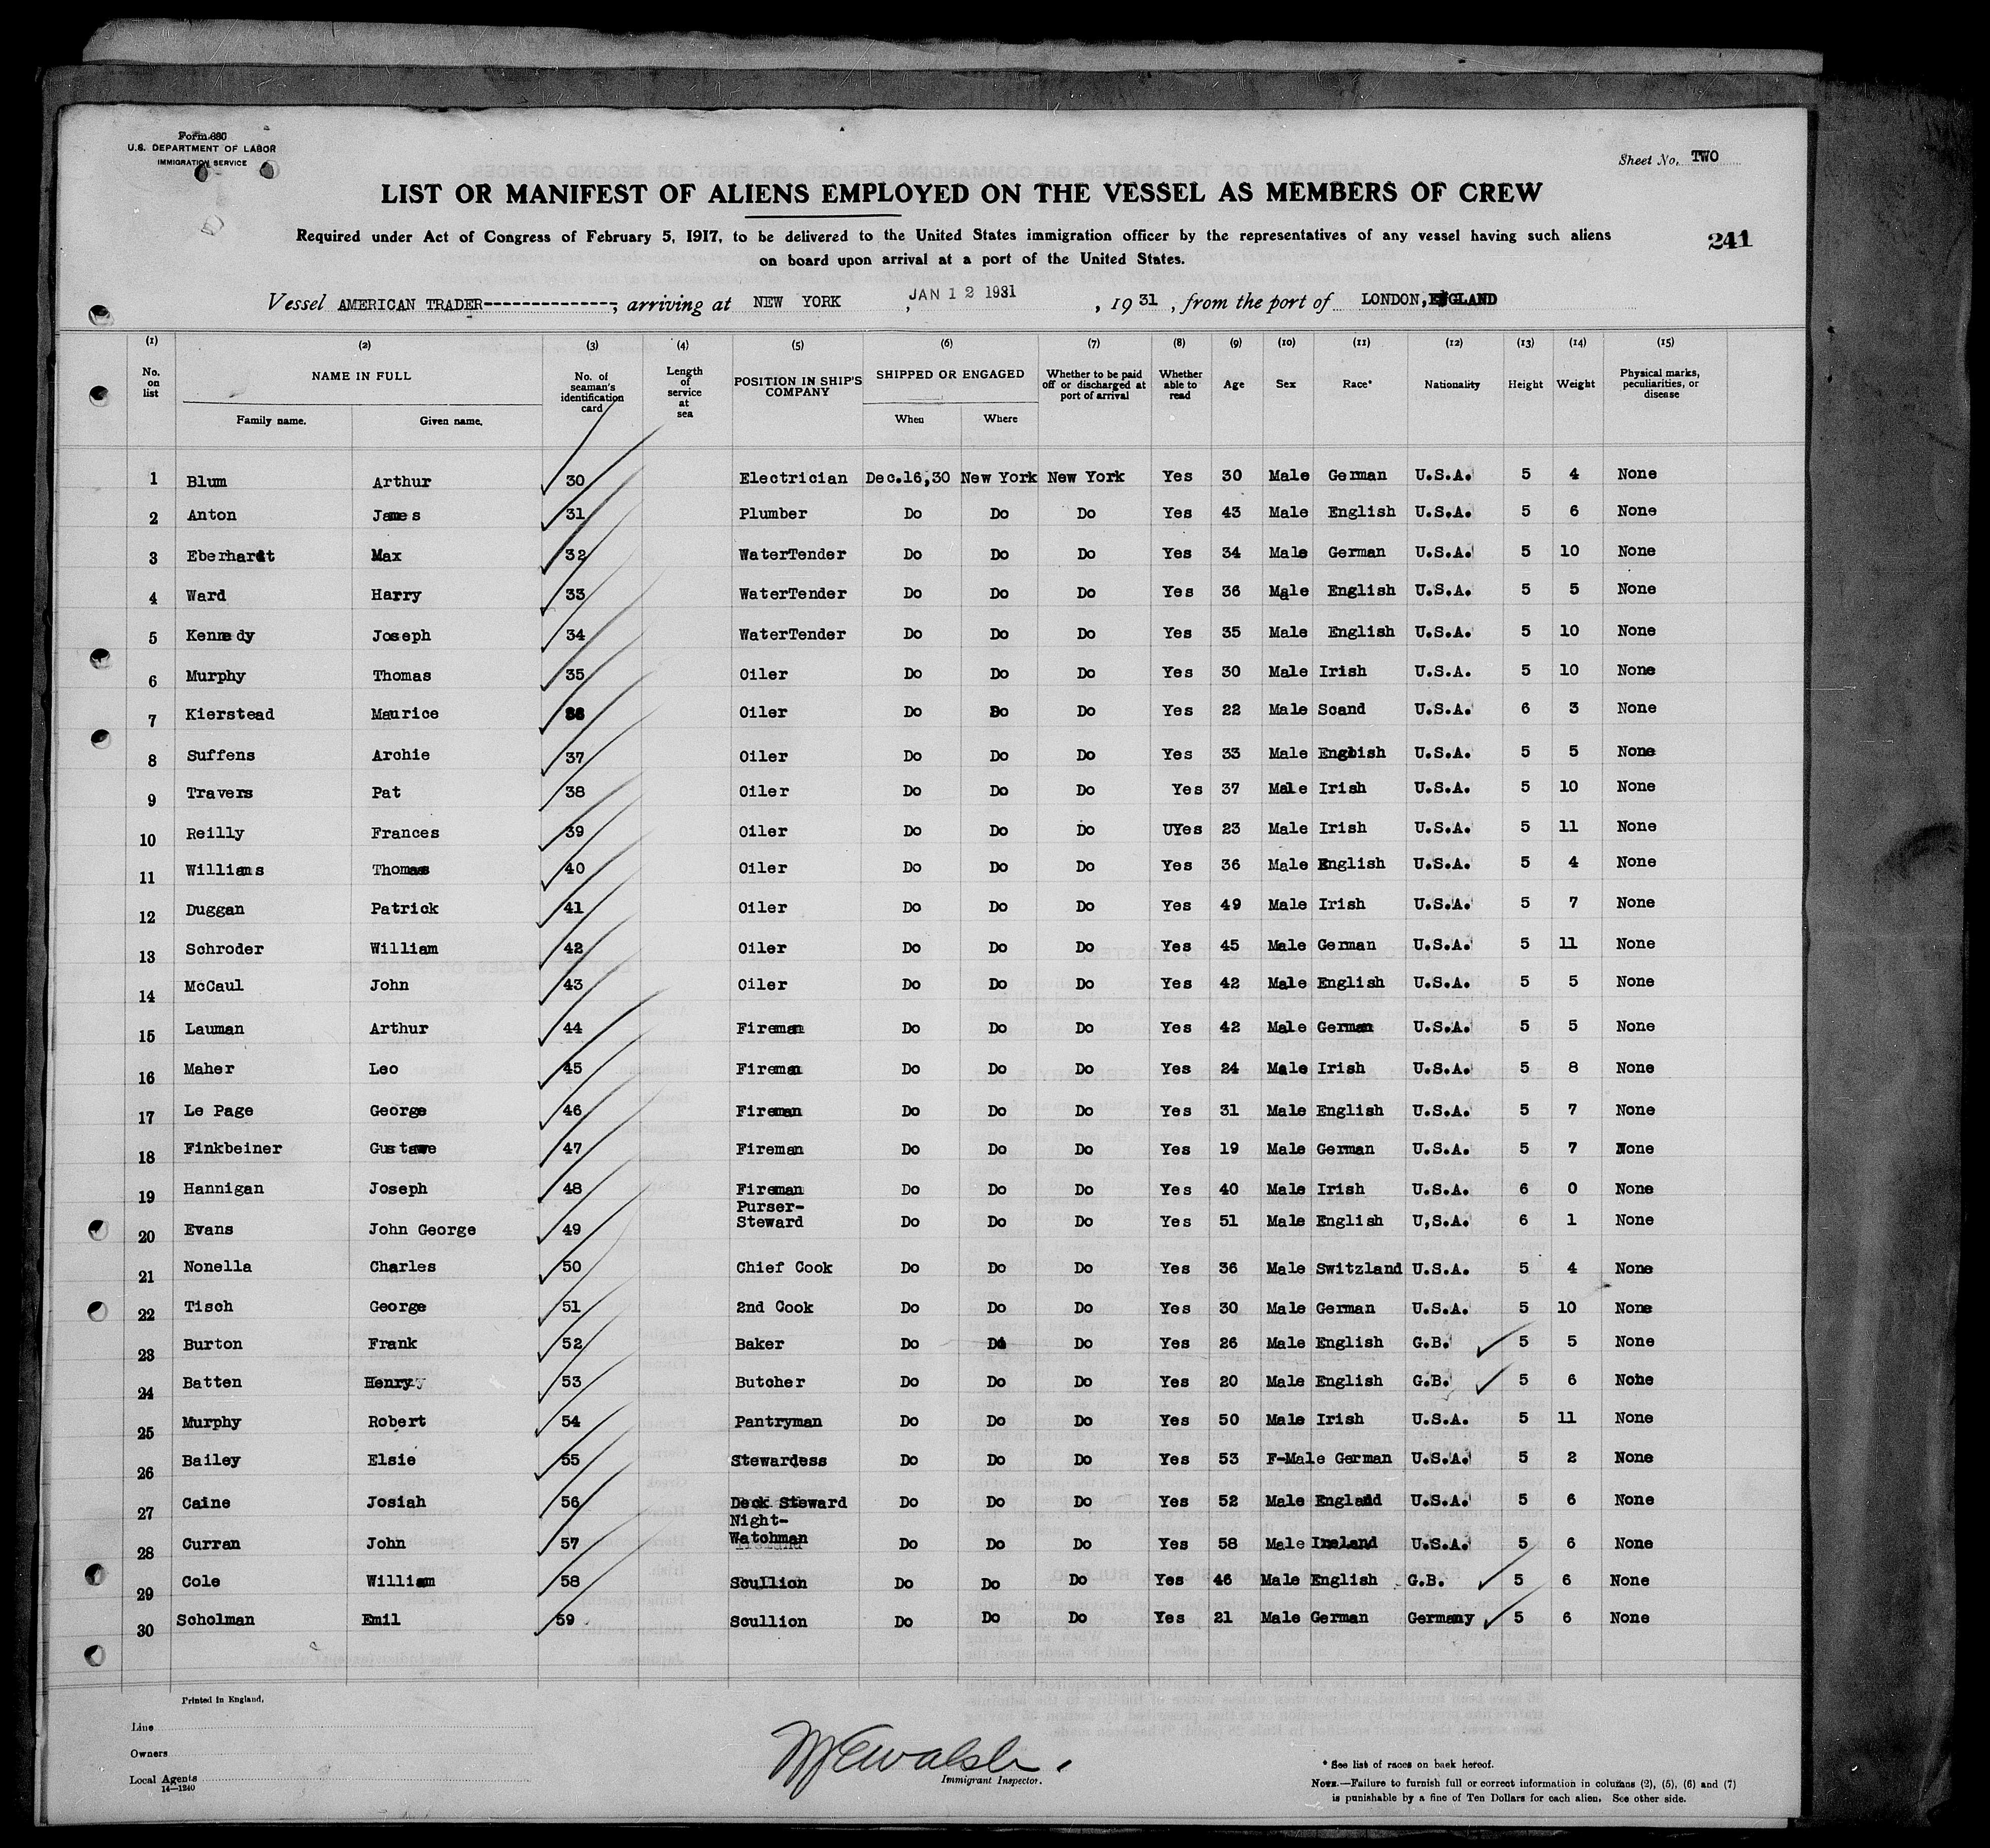 Form 680
U.S. DEPARTMENT OF LABOR
IMMIGRATION SERVICE
Sheet No. TWO
LIST OR MANIFEST OF ALIENS EMPLOYED ON THE VESSEL AS MEMBERS OF CREW
Required under Act of Congress of February 5, 1917, to be delivered to the United States immigration officer by the representatives of any vessel having such aliens
on board upon arrival at a port of the United States.
241
Vessel AMERICAN TRADER---------------, arriving at NEW YORK, JAN 12 1931, 19 31, from the port of LONDON, ENGLAND
(1) (2) (3) (4) (5) (6) (7) (8) (9) (10) (11) (12) (13) (14) (15)
No. on list NAME IN FULL Family name. Given name. No. of seaman's identification card Length of service at sea POSITION IN SHIP'S COMPANY SHIPPED OR ENGAGED When Where Whether to be paid off or discharged at port of arrival Whether able to read Age Sex Race* Nationality Height Weight Physical marks, peculiarities, or disease
1 Blum Arthur 30 Electrician Dec.16,30 New York New York Yes 30 Male German U.S.A. 5 4 None
2 Anton James 31 Plumber Do Do Do Yes 43 Male English U.S.A. 5 6 None
3 Eberhardt Max 32 WaterTender Do Do Do Yes 34 Male German U.S.A. 5 10 None
4 Ward Harry 33 WaterTender Do Do Do Yes 36 Male English U.S.A. 5 5 None
5 Kennedy Joseph 34 WaterTender Do Do Do Yes 35 Male English U.S.A. 5 10 None
6 Murphy Thomas 35 Oiler Do Do Do Yes 30 Male Irish U.S.A. 5 10 None
7 Kierstead Maurice 36 Oiler Do Do Do Yes 22 Male Scand U.S.A. 6 3 None
8 Suffens Archie 37 Oiler Do Do Do Yes 33 Male English U.S.A. 5 5 None
9 Travers Pat 38 Oiler Do Do Do Yes 37 Male Irish U.S.A. 5 10 None
10 Reilly Frances 39 Oiler Do Do Do UYes 23 Male Irish U.S.A. 5 11 None
11 Williams Thomas 40 Oiler Do Do Do Yes 36 Male English U.S.A. 5 4 None
12 Duggan Patrick 41 Oiler Do Do Do Yes 49 Male Irish U.S.A. 5 7 None
13 Schroder William 42 Oiler Do Do Do Yes 45 Male German U.S.A. 5 11 None
14 McCaul John 43 Oiler Do Do Do Yes 42 Male English U.S.A. 5 5 None
15 Lauman Arthur 44 Fireman Do Do Do Yes 42 Male German U.S.A. 5 5 None
16 Maher Leo 45 Fireman Do Do Do Yes 24 Male Irish U.S.A. 5 8 None
17 Le Page George 46 Fireman Do Do Do Yes 31 Male English U.S.A. 5 7 None
18 Finkbeiner Gustave 47 Fireman Do Do Do Yes 19 Male German U.S.A. 5 7 None
19 Hannigan Joseph 48 Fireman Do Do Do Yes 40 Male Irish U.S.A. 6 0 None
20 Evans John George 49 Purser-Steward Do Do Do Yes 51 Male English U,S.A. 6 1 None
21 Nonella Charles 50 Chief Cook Do Do Do Yes 36 Male Switzland U.S.A. 5 4 None
22 Tisch George 51 2nd Cook Do Do Do Yes 30 Male German U.S.A. 5 10 None
23 Burton Frank 52 Baker Do Do Do Yes 26 Male English G.B. 5 5 None
24 Batten Henry 53 Butcher Do Do Do Yes 20 Male English G.B. 5 6 None
25 Murphy Robert 54 Pantryman Do Do Do Yes 50 Male Irish U.S.A. 5 11 None
26 Bailey Elsie 55 Stewardess Do Do Do Yes 53 F-Male German U.S.A. 5 2 None
27 Caine Josiah 56 Deck Steward Do Do Do Yes 52 Male England U.S.A. 5 6 None
28 Curran John 57 Night-Watchman Do Do Do Yes 58 Male Ireland U.S.A. 5 6 None
29 Cole William 58 Scullion Do Do Do Yes 46 Male English G.B. 5 6 None
30 Scholman Emil 59 Scullion Do Do Do Yes 21 Male German Germany 5 6 None
Printed in England.
Line
Owners
Local Agents
14—1240
Immigrant Inspector.
* See list of races on back hereof.
NOTE.—Failure to furnish full or correct information in columns (2), (5), (6) and (7)
is punishable by a fine of Ten Dollars for each alien. See other side.